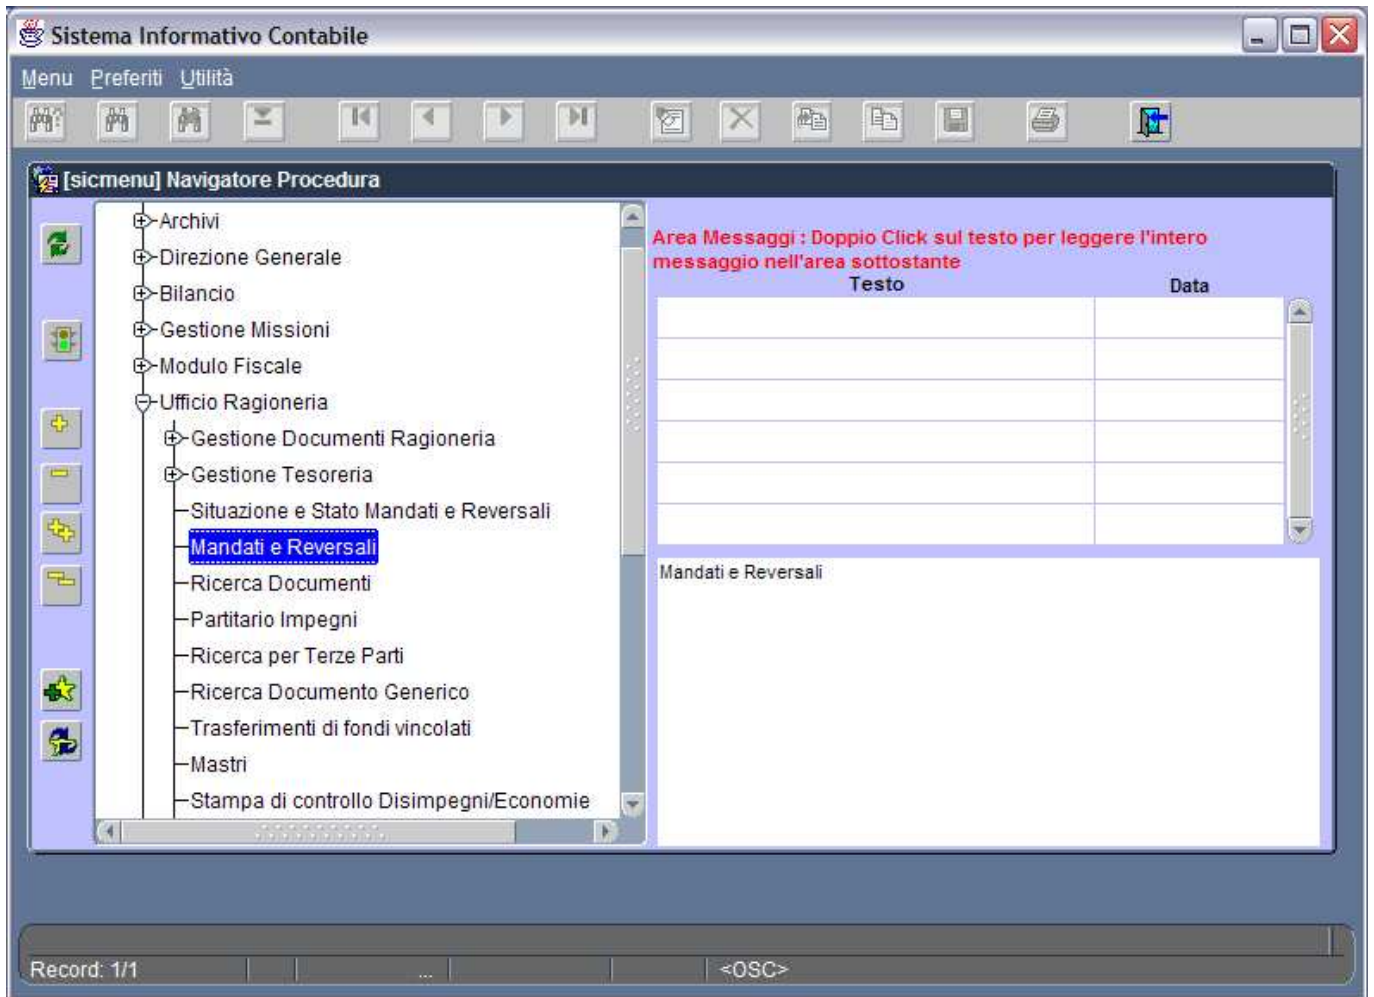 Sistema Informativo Contabile
Menu Preferiti Utilità
[sicmenu] Navigatore Procedura
Archivi
Direzione Generale
Bilancio
Gestione Missioni
Modulo Fiscale
Ufficio Ragioneria
Gestione Documenti Ragioneria
Gestione Tesoreria
Situazione e Stato Mandati e Reversali
Mandati e Reversali
Ricerca Documenti
Partitario Impegni
Ricerca per Terze Parti
Ricerca Documento Generico
Trasferimenti di fondi vincolati
Mastri
Stampa di controllo Disimpegni/Economie
Area Messaggi : Doppio Click sul testo per leggere l'intero
messaggio nell'area sottostante
Testo Data
Mandati e Reversali
Record: 1/1 ... <OSC>